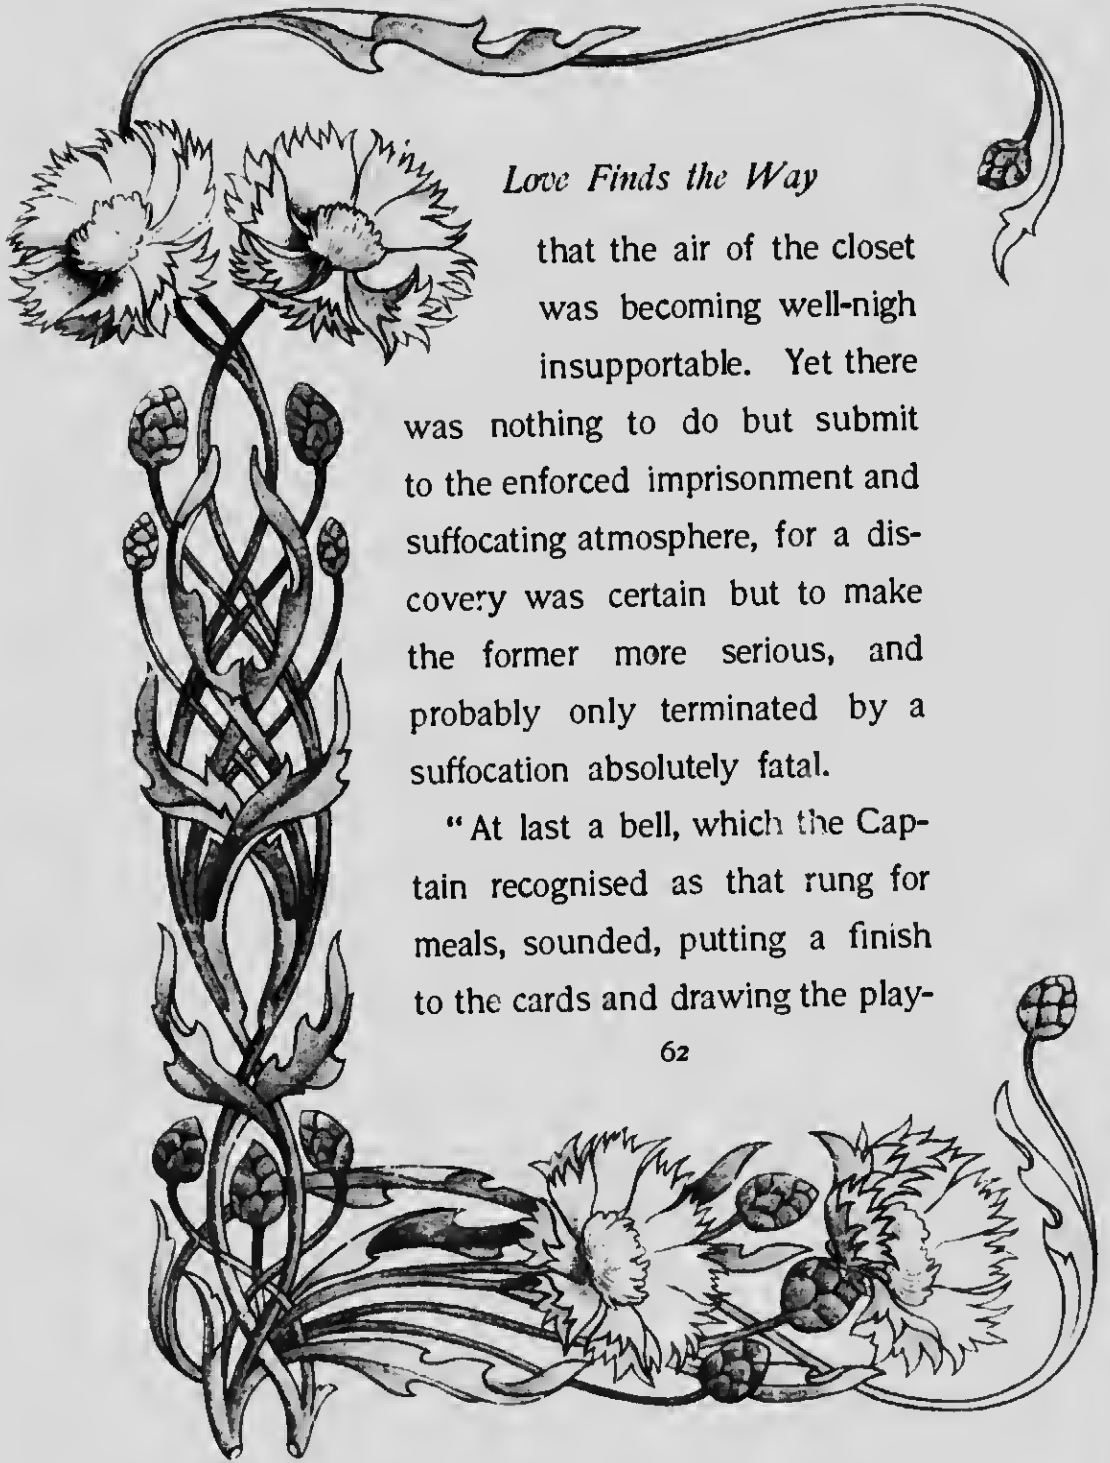 Love Finds the Way
that the air of the closet
was becoming well-nigh
insupportable. Yet there
was nothing to do but submit
to the enforced imprisonment and
suffocating atmosphere, for a dis-
covery was certain but to make
the former more serious, and
probably only terminated by a
suffocation absolutely fatal.
“At last a bell, which the Cap-
tain recognised as that rung for
meals, sounded, putting a finish
to the cards and drawing the play-
62